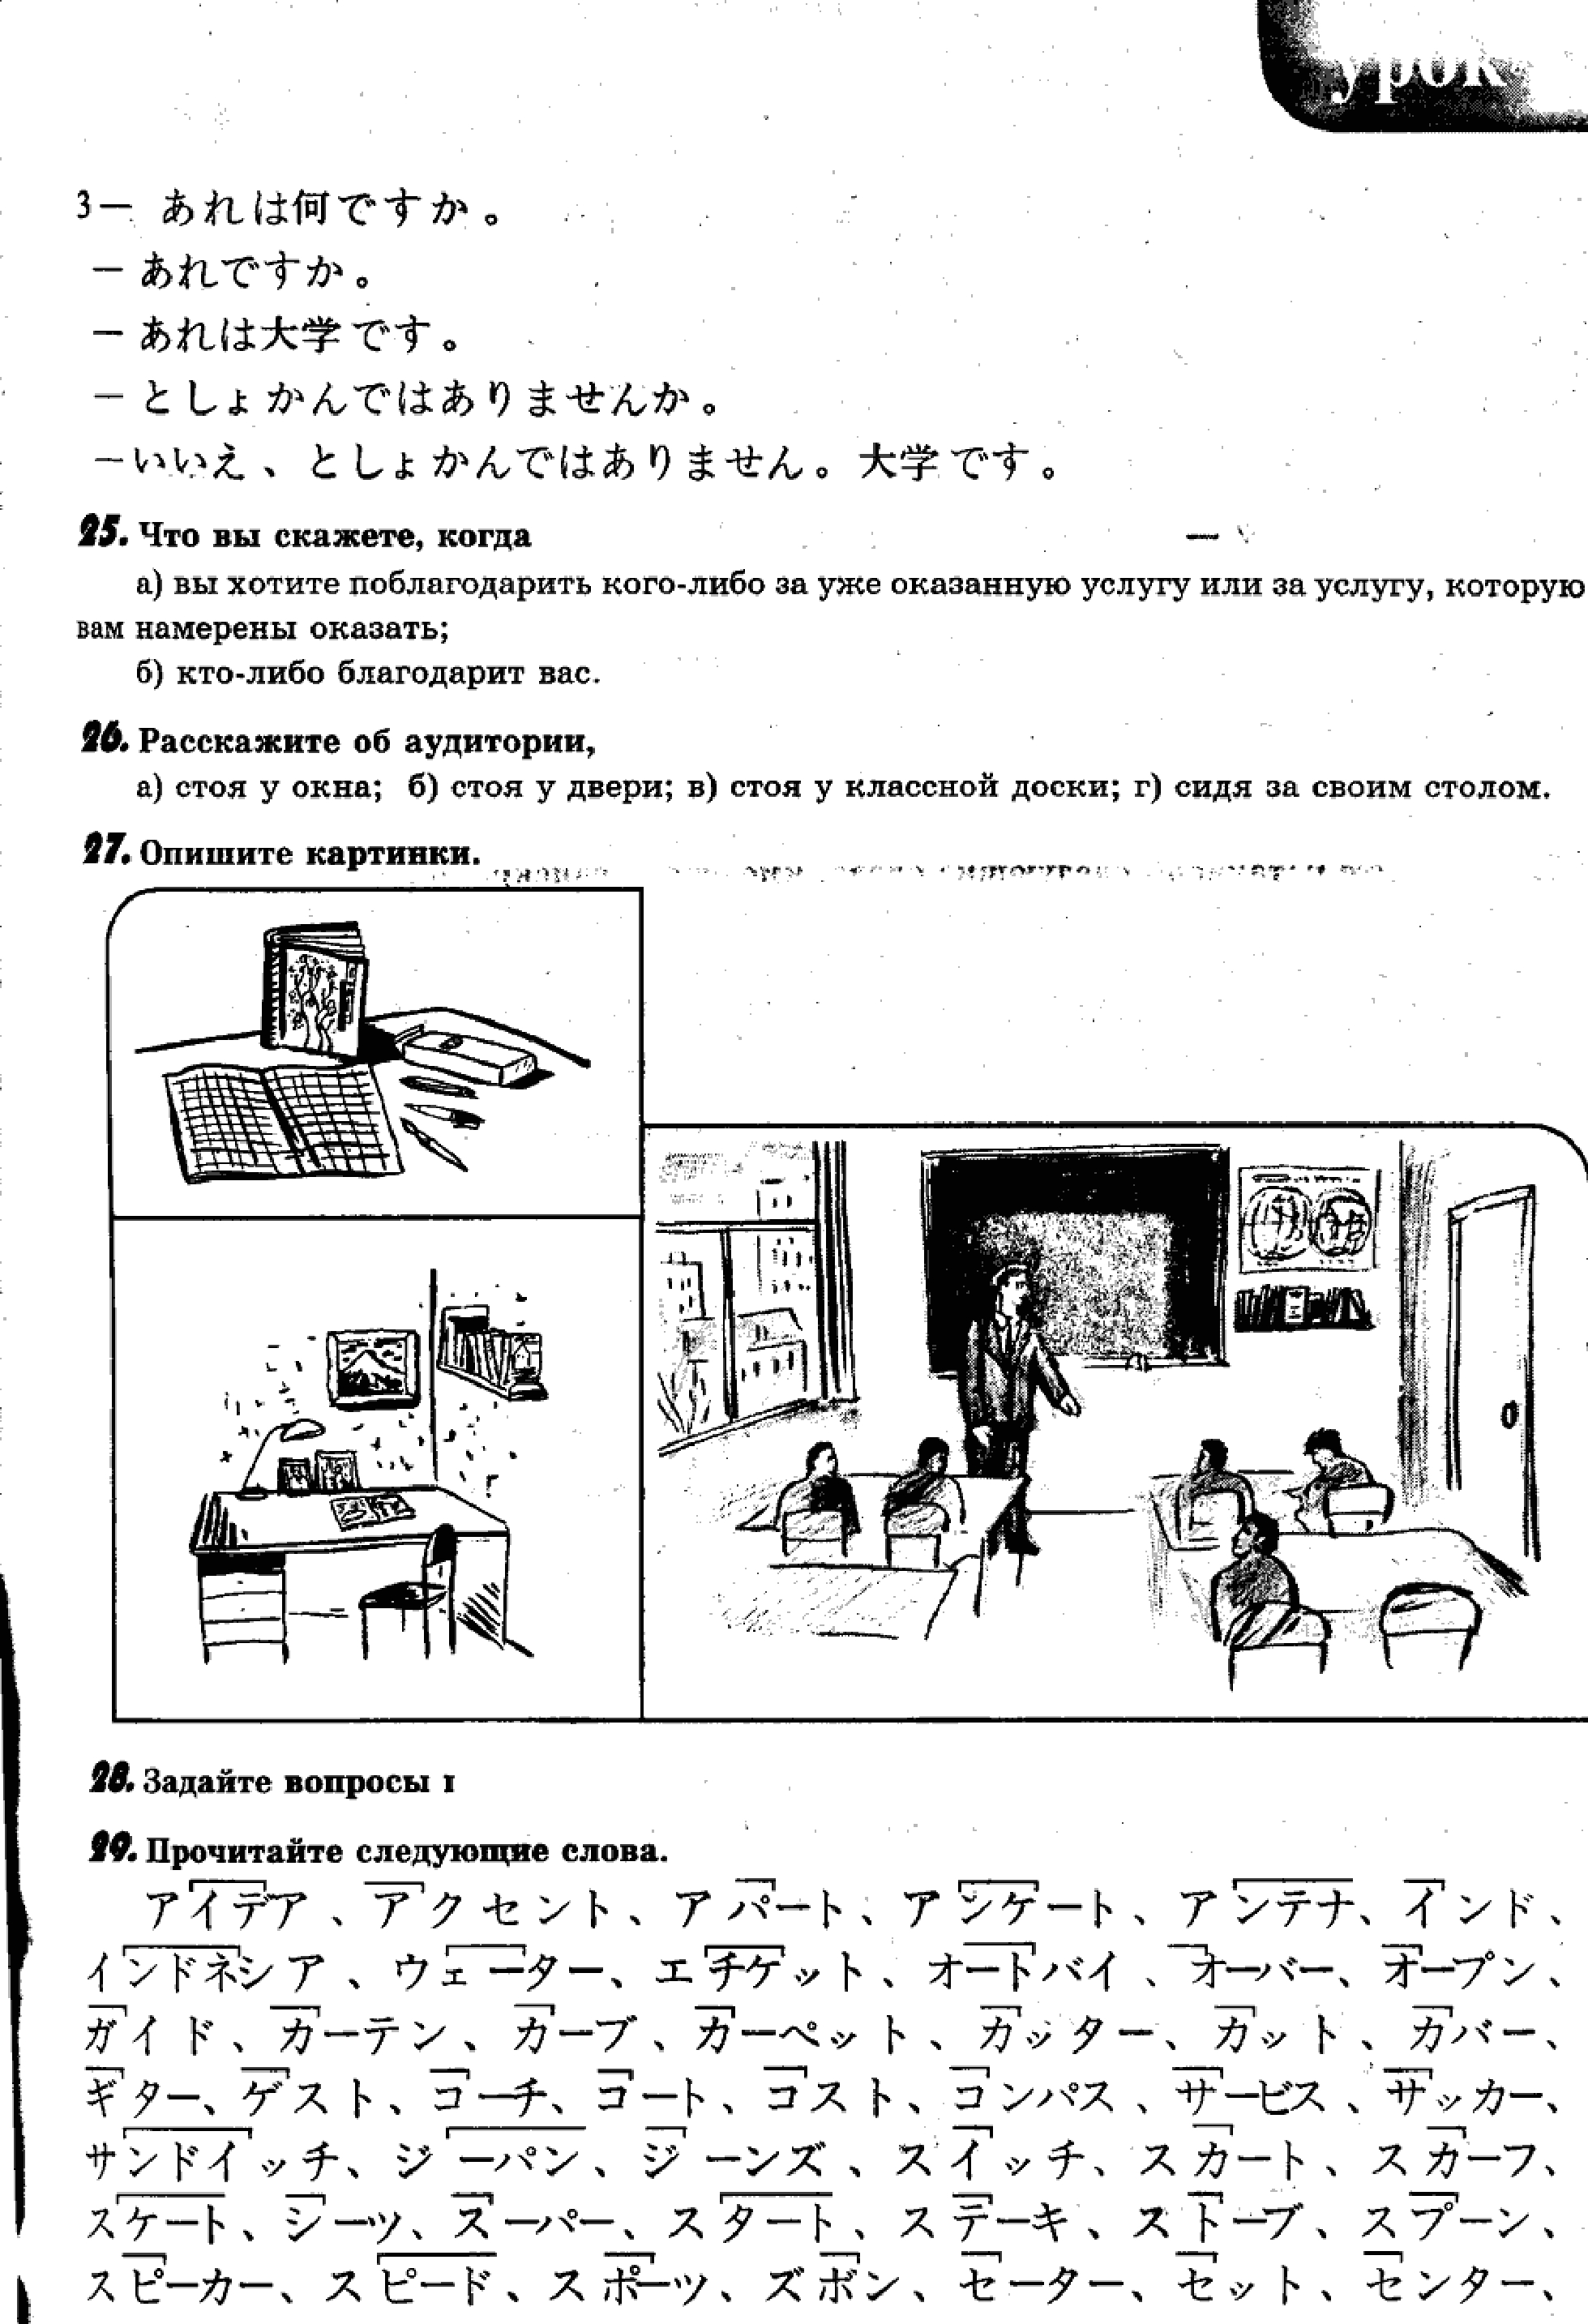 урок
3— あれは何ですか。
— あれですか。
— あれは大学です。
— としょかんではありませんか。
—いいえ、としょかんではありません。大学です。
25. Что вы скажете, когда
а) вы хотите поблагодарить кого-либо за уже оказанную услугу или за услугу, которую
вам намерены оказать;
б) кто-либо благодарит вас.
26. Расскажите об аудитории,
а) стоя у окна; б) стоя у двери; в) стоя у классной доски; г) сидя за своим столом.
27. Опишите картинки.
28. Задайте вопросы
29. Прочитайте следующие слова.
アイデア、アクセント、アパート、アンケート、アンテナ、インド、
インドネシア、ウェーター、エチケット、オートバイ、オーバー、オープン、
ガイド、カーテン、カーブ、カーペット、カッター、カット、カバー、
ギター、ゲスト、コーチ、コート、コスト、コンパス、サービス、サッカー、
サンドイッチ、ジーパン、ジーンズ、スイッチ、スカート、スカーフ、
スケート、シーツ、スーパー、スタート、ステーキ、ストーブ、スプーン、
スピーカー、スピード、スポーツ、ズボン、セーター、セット、センター、